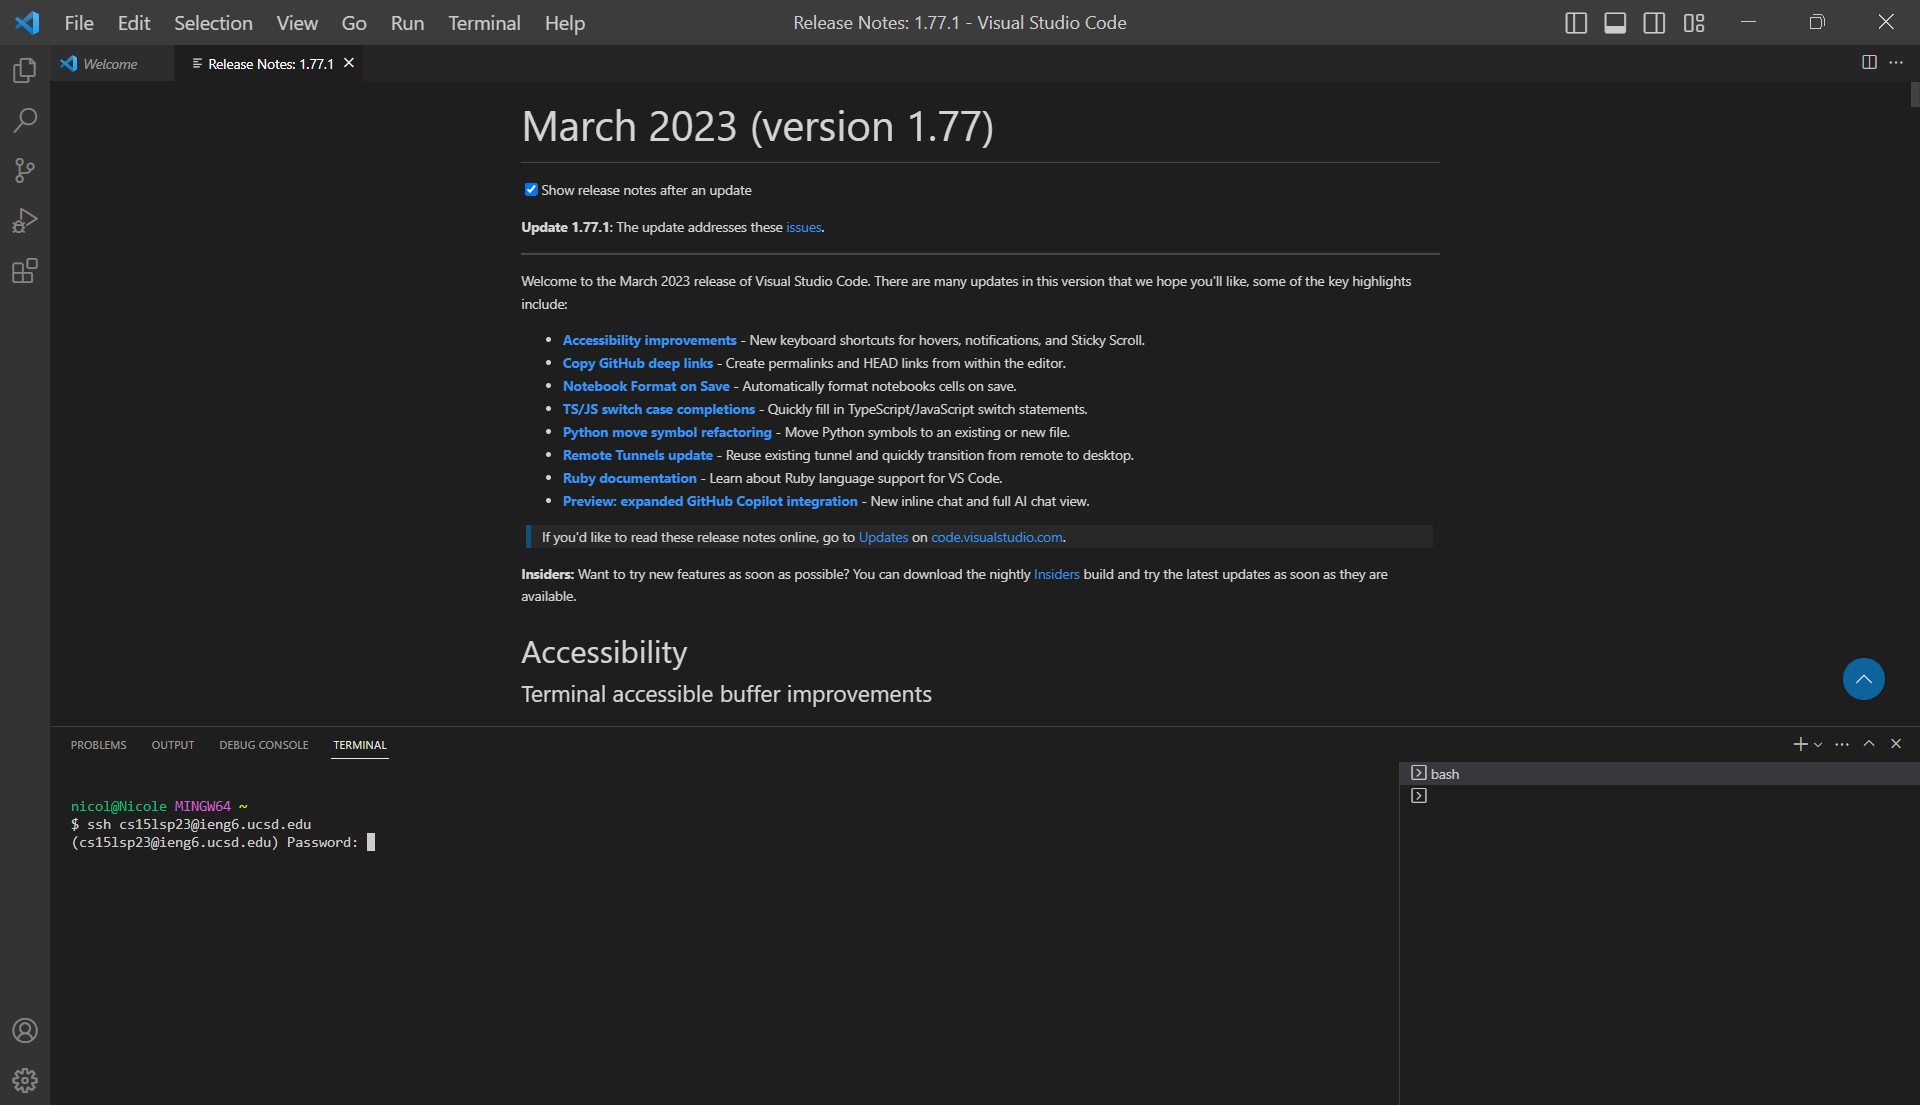 File Edit Selection View Go Run Terminal Help
Release Notes: 1.77.1 - Visual Studio Code
Welcome
Release Notes: 1.77.1
March 2023 (version 1.77)
Show release notes after an update
Update 1.77.1: The update addresses these issues.
Welcome to the March 2023 release of Visual Studio Code. There are many updates in this version that we hope you'll like, some of the key highlights
include:
• Accessibility improvements - New keyboard shortcuts for hovers, notifications, and Sticky Scroll.
• Copy GitHub deep links - Create permalinks and HEAD links from within the editor.
• Notebook Format on Save - Automatically format notebooks cells on save.
• TS/JS switch case completions - Quickly fill in TypeScript/JavaScript switch statements.
• Python move symbol refactoring - Move Python symbols to an existing or new file.
• Remote Tunnels update - Reuse existing tunnel and quickly transition from remote to desktop.
• Ruby documentation - Learn about Ruby language support for VS Code.
• Preview: expanded GitHub Copilot integration - New inline chat and full AI chat view.
If you'd like to read these release notes online, go to Updates on code.visualstudio.com.
Insiders: Want to try new features as soon as possible? You can download the nightly Insiders build and try the latest updates as soon as they are
available.
Accessibility
Terminal accessible buffer improvements
PROBLEMS OUTPUT DEBUG CONSOLE TERMINAL
bash
nicol@Nicole MINGW64 ~
$ ssh cs15lsp23@ieng6.ucsd.edu
(cs15lsp23@ieng6.ucsd.edu) Password: